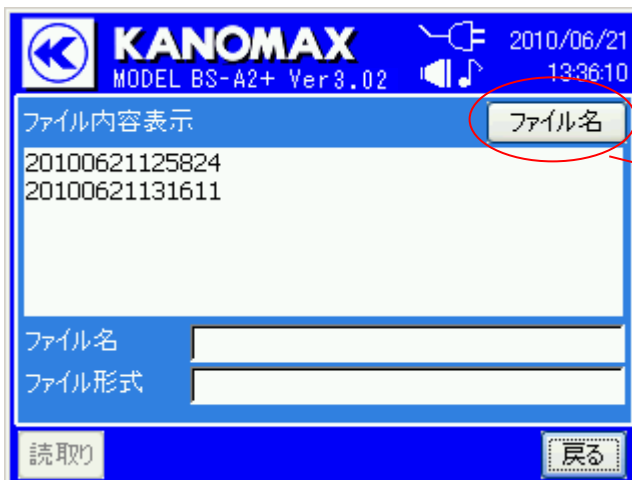 KANOMAX
MODEL BS-A2+ Ver3.02
2010/06/21
13:36:10
ファイル内容表示
ファイル名
20100621125824
20100621131611
ファイル名
ファイル形式
読取り
戻る